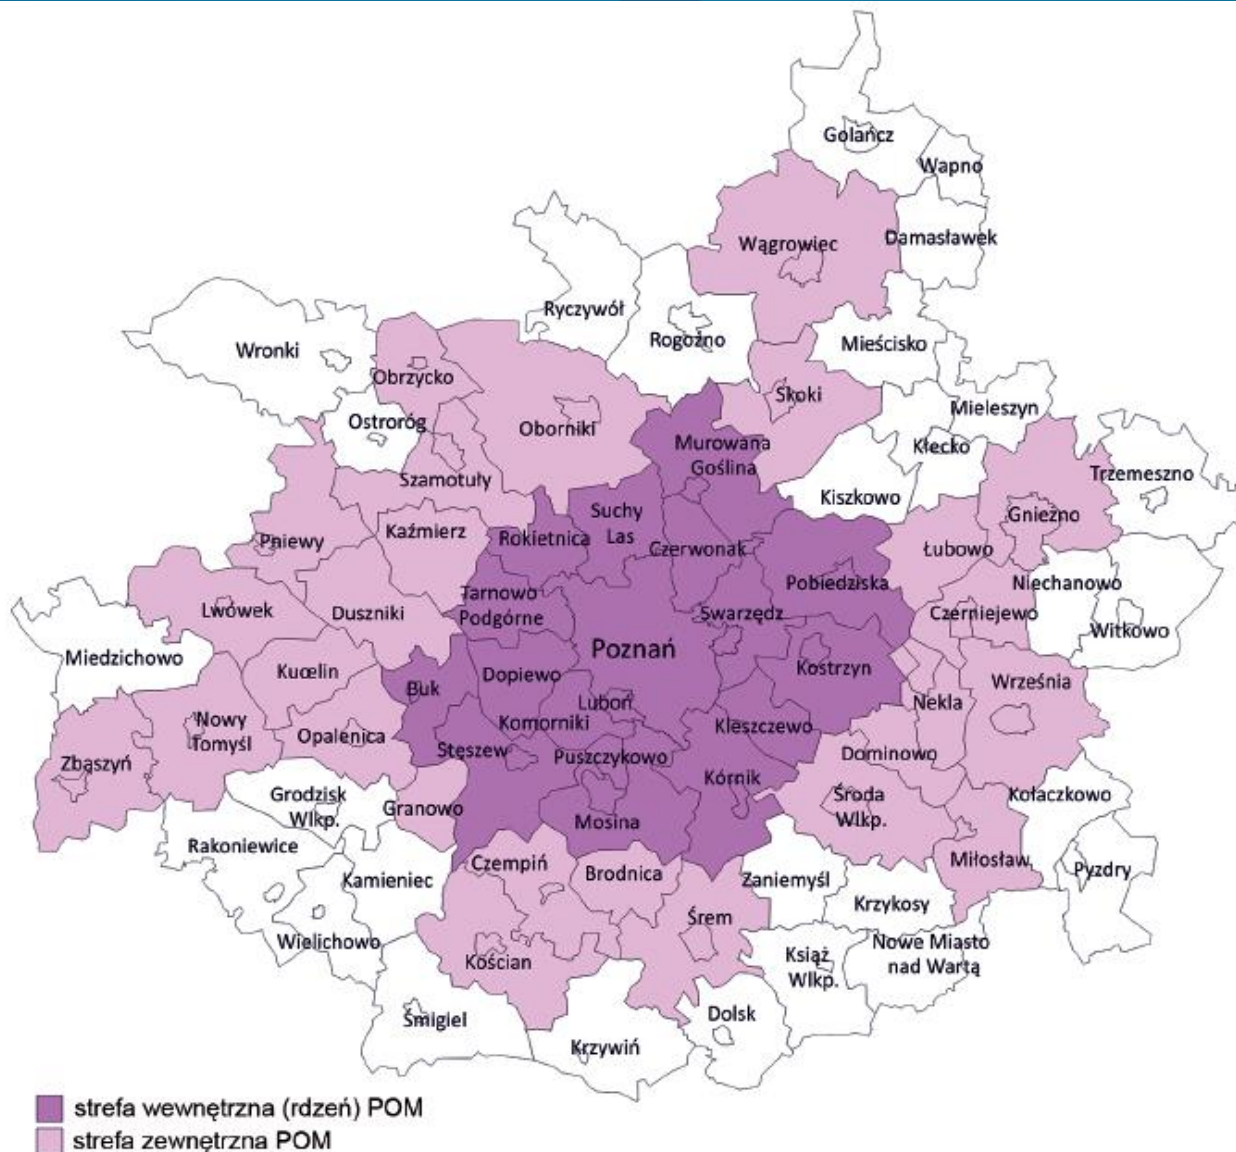 Gołańcz
Wapno
Wągrowiec
Damasławek
Ryczywół
Rogoźno
Mieścisko
Wronki
Obrzycko
Skoki
Ostroróg
Oborniki
Mieleszyn
Murowana
Goślina
Kłecko
Trzemeszno
Szamotuły
Kiszkowo
Gnieźno
Suchy
Las
Kaźmierz
Rokietnica
Pniewy
Czerwonak
Łubowo
Pobiedziska
Niechanowo
Tarnowo
Podgórne
Lwówek
Duszniki
Swarzędz
Czerniejewo
Witkowo
Miedzichowo
Poznań
Kuœlin
Dopiewo
Kostrzyn
Września
Buk
Luboń
Nekla
Nowy
Tomyśl
Opalenica
Komorniki
Kleszczewo
Zbąszyń
Stęszew
Puszczykowo
Dominowo
Kórnik
Grodzisk
Wlkp.
Granowo
Środa
Wlkp.
Kołaczkowo
Mosina
Rakoniewice
Czempiń
Brodnica
Miłosław
Pyzdry
Kamieniec
Zaniemyśl
Krzykosy
Śrem
Wielichowo
Nowe Miasto
nad Wartą
Książ
Wlkp.
Kościan
Śmigiel
Dolsk
Krzywiń
strefa wewnętrzna (rdzeń) POM
strefa zewnętrzna POM